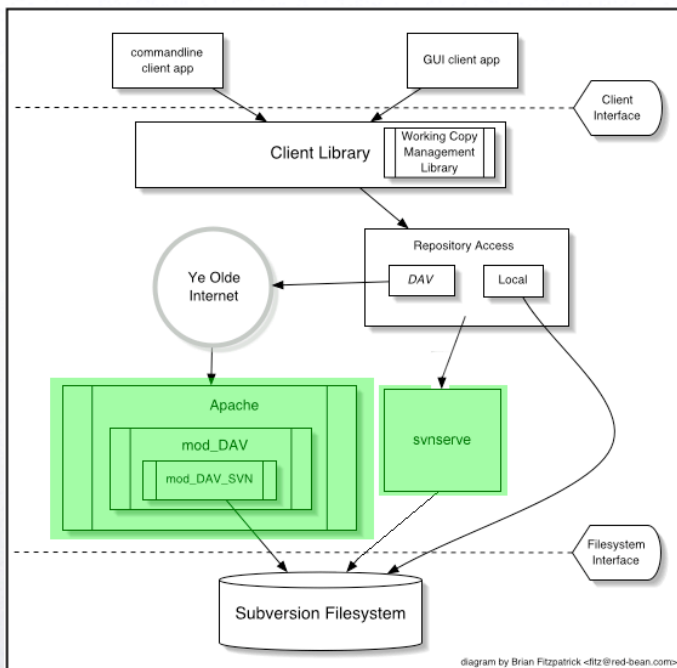 commandline
client app
GUI client app
Client
Interface
Client Library
Working Copy
Management
Library
Repository Access
DAV
Local
Ye Olde
Internet
Apache
mod_DAV
mod_DAV_SVN
svnserve
Filesystem
Interface
Subversion Filesystem
diagram by Brian Fitzpatrick <fitz@red-bean.com>